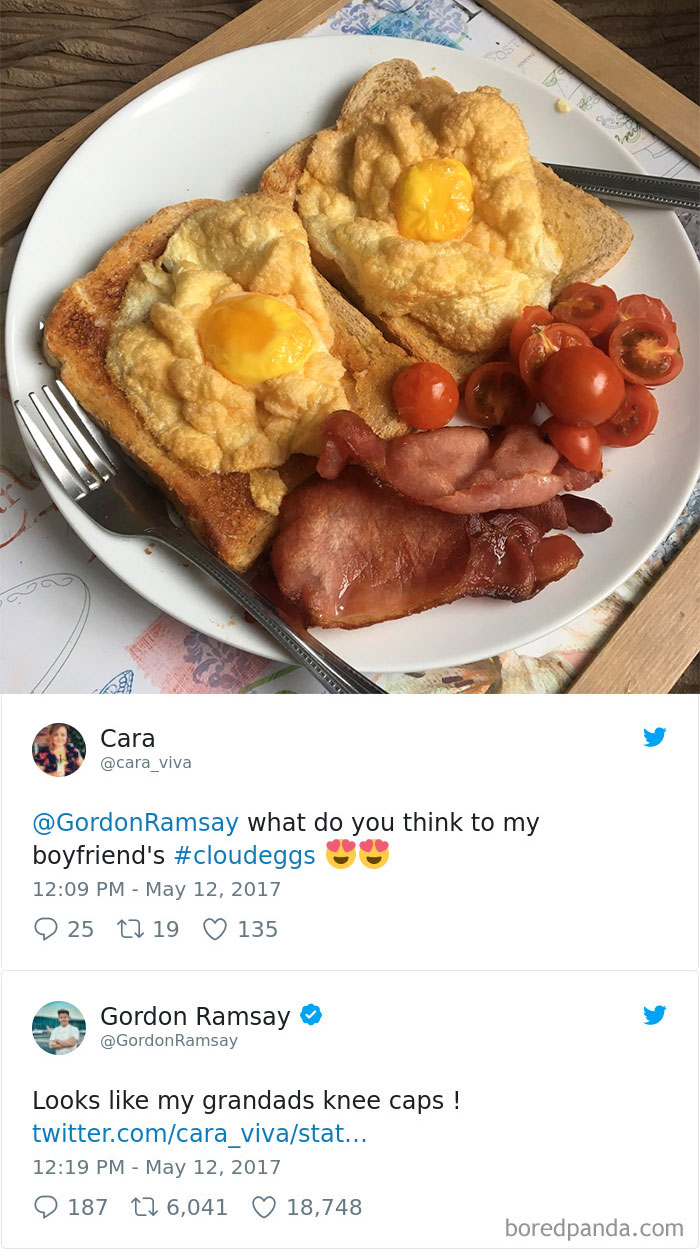 Cara
@cara_viva
@GordonRamsay what do you think to my
boyfriend's #cloudeggs 😍😍
12:09 PM - May 12, 2017
25 19 135
Gordon Ramsay
@GordonRamsay
Looks like my grandads knee caps !
twitter.com/cara_viva/stat...
12:19 PM - May 12, 2017
187 6,041 18,748
boredpanda.com